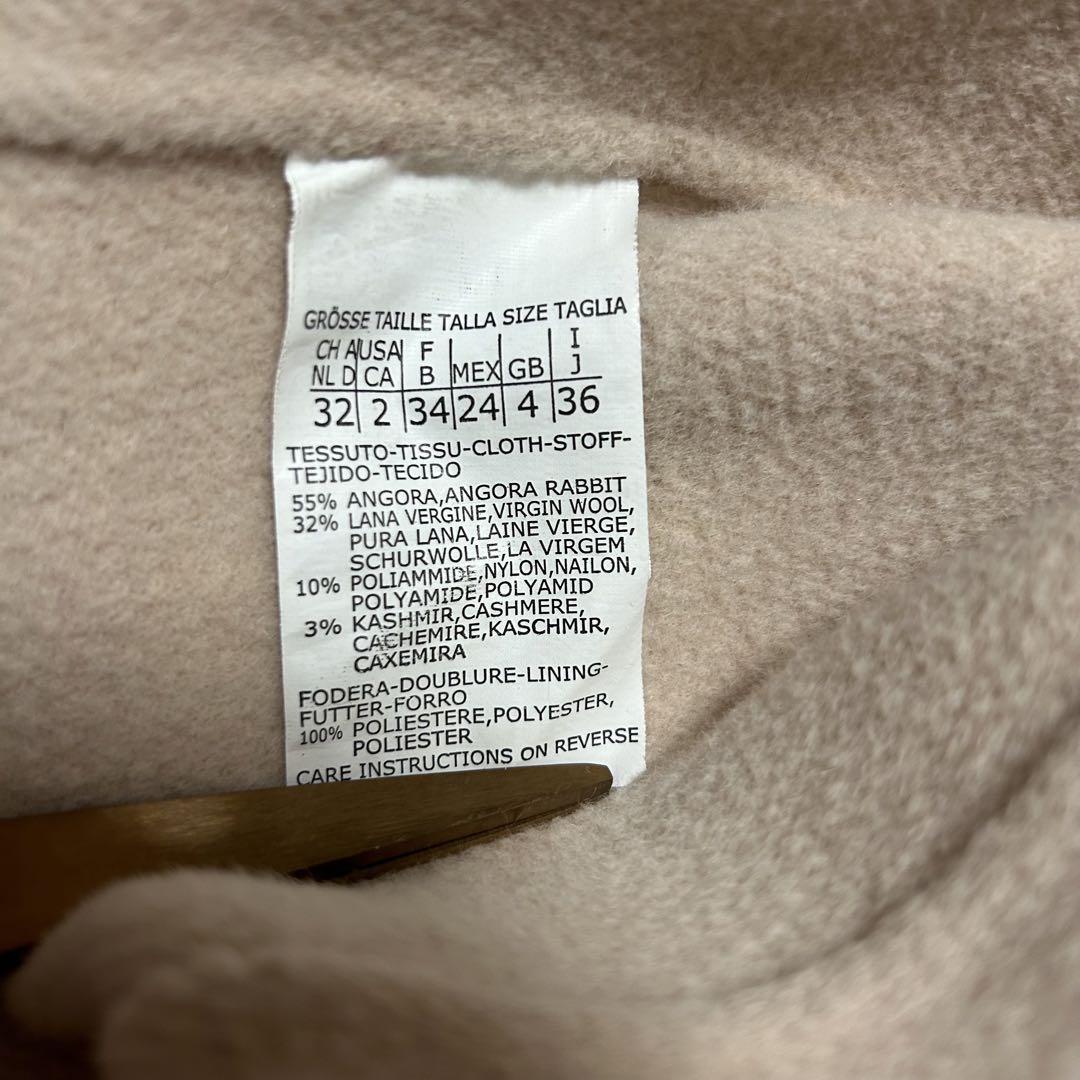 GRÖSSE TAILLE TALLA SIZE TAGLIA
CH A USA F MEX GB I
NL D CA B J
32 2 34 24 4 36
TESSUTO-TISSU-CLOTH-STOFF-
TEJIDO-TECIDO
55% ANGORA,ANGORA RABBIT
32% LANA VERGINE,VIRGIN WOOL,
PURA LANA,LAINE VIERGE,
SCHURWOLLE,LA VIRGEM
10% POLIAMMIDE,NYLON,NAILON,
POLYAMIDE,POLYAMID
3% KASHMIR,CASHMERE,
CACHEMIRE,KASCHMIR,
CAXEMIRA
FODERA-DOUBLURE-LINING-
FUTTER-FORRO
100% POLIESTERE,POLYESTER,
POLIESTER
CARE INSTRUCTIONS ON REVERSE